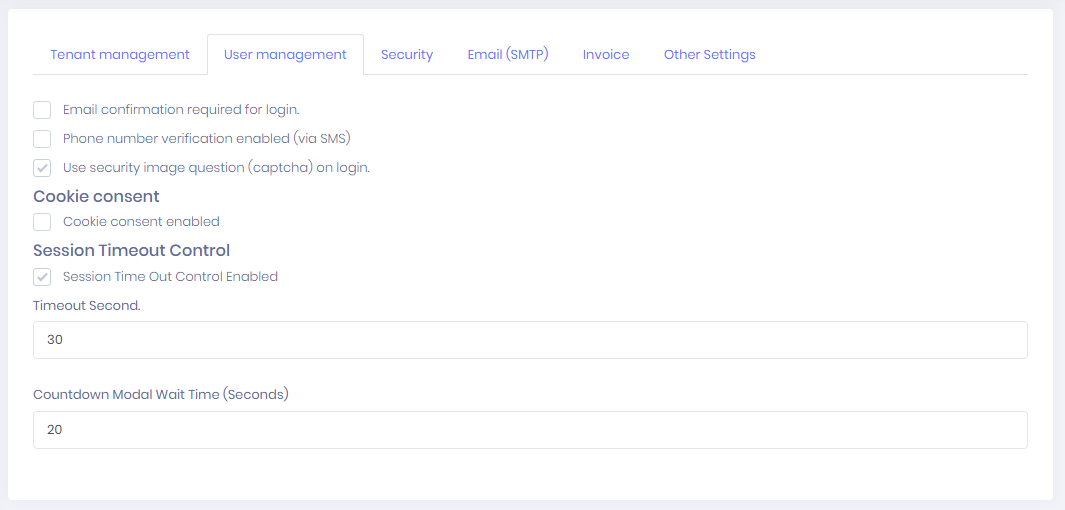 Tenant management User management Security Email (SMTP) Invoice Other Settings
Email confirmation required for login.
Phone number verification enabled (via SMS)
Use security image question (captcha) on login.
Cookie consent
Cookie consent enabled
Session Timeout Control
Session Time Out Control Enabled
Timeout Second.
30
Countdown Modal Wait Time (Seconds)
20